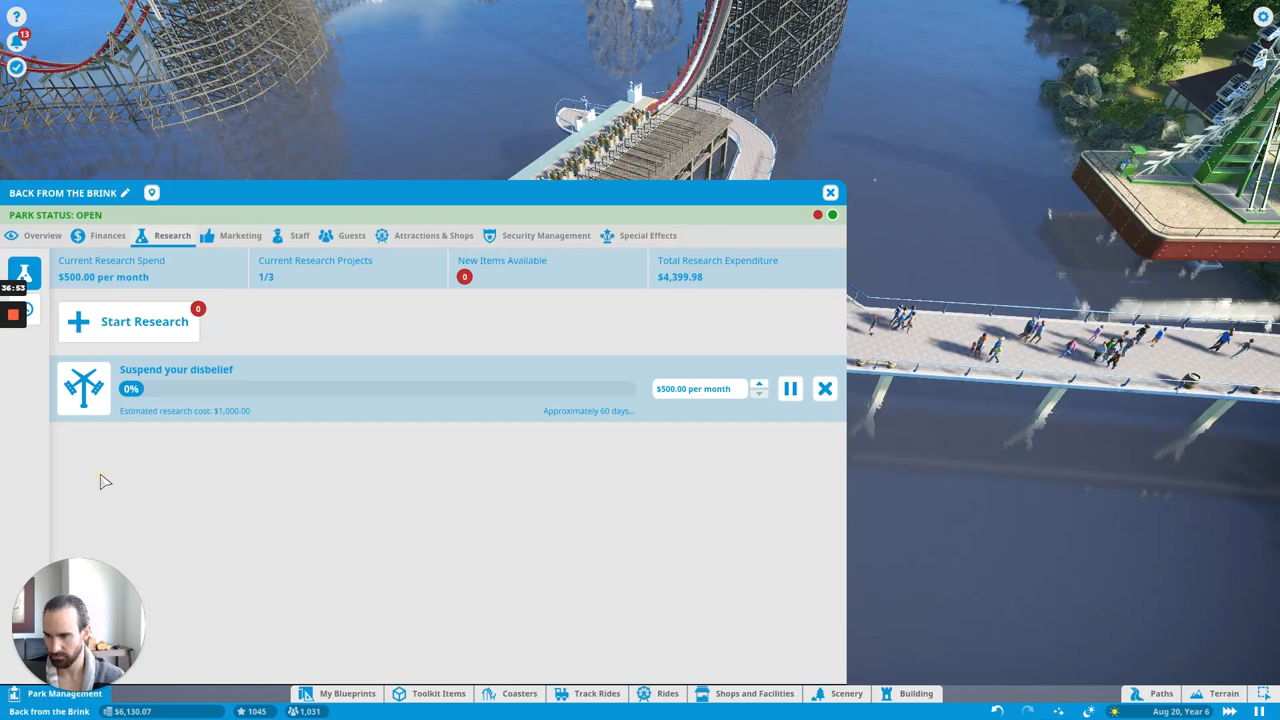 ?
13
BACK FROM THE BRINK
PARK STATUS: OPEN
Overview Finances Research Marketing Staff Guests Attractions & Shops Security Management Special Effects
Current Research Spend
$500.00 per month
Current Research Projects
1/3
New Items Available
0
Total Research Expenditure
$4,399.98
36:53
Start Research
0
Suspend your disbelief
0%
$500.00 per month
Estimated research cost: $1,000.00
Approximately 60 days...
Park Management
My Blueprints Toolkit Items Coasters Track Rides Rides Shops and Facilities Scenery Building Paths Terrain
Back from the Brink $6,130.07 1045 1,031 Aug 20, Year 6